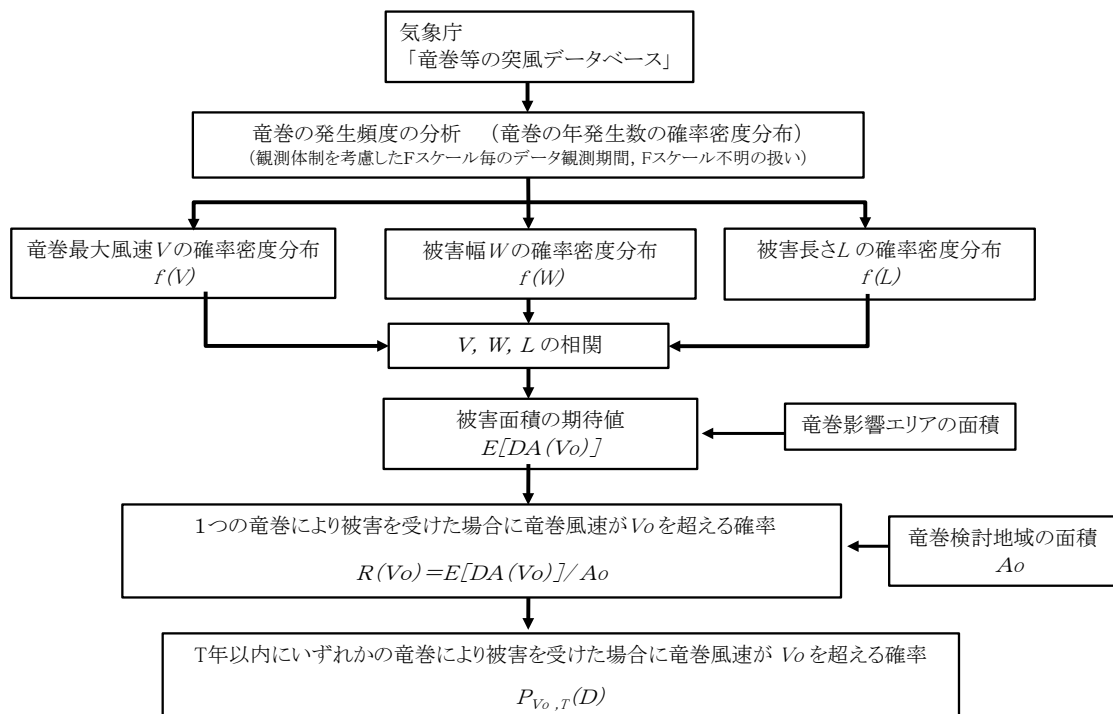 気象庁
「竜巻等の突風データベース」
竜巻の発生頻度の分析 (竜巻の年発生数の確率密度分布)
(観測体制を考慮したFスケール毎のデータ観測期間, Fスケール不明の扱い)
竜巻最大風速Vの確率密度分布
f(V)
被害幅Wの確率密度分布
f(W)
被害長さLの確率密度分布
f(L)
V, W, Lの相関
被害面積の期待値
E[DA(Vo)]
竜巻影響エリアの面積
1つの竜巻により被害を受けた場合に竜巻風速がVoを超える確率
R(Vo)=E[DA(Vo)]/Ao
竜巻検討地域の面積
Ao
T年以内にいずれかの竜巻により被害を受けた場合に竜巻風速が Voを超える確率
P_{Vo,T}(D)